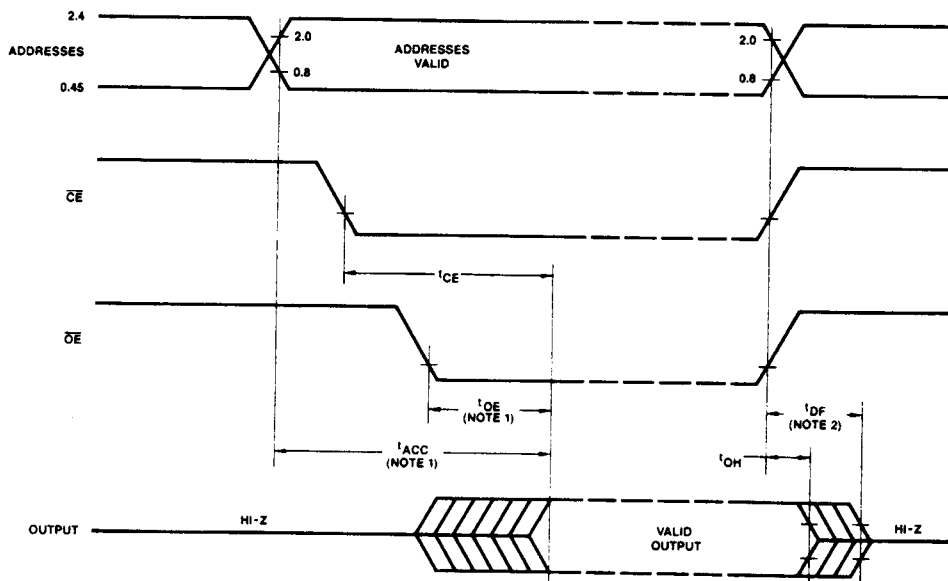 2.4
ADDRESSES
0.45
2.0
0.8
ADDRESSES
VALID
2.0
0.8
CE
tCE
OE
tOE
(NOTE 1)
tACC
(NOTE 1)
tDF
(NOTE 2)
tOH
OUTPUT
HI-Z
VALID
OUTPUT
HI-Z